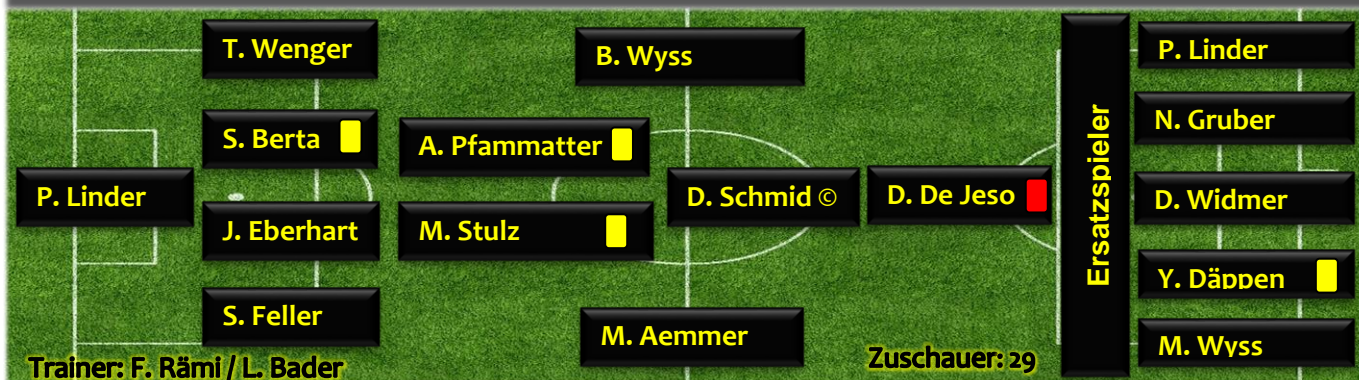 P. Linder
T. Wenger
S. Berta
J. Eberhart
S. Feller
A. Pfammatter
M. Stulz
B. Wyss
D. Schmid ©
M. Aemmer
D. De Jeso
Ersatzspieler
P. Linder
N. Gruber
D. Widmer
Y. Däppen
M. Wyss
Trainer: F. Rämi / L. Bader
Zuschauer: 29